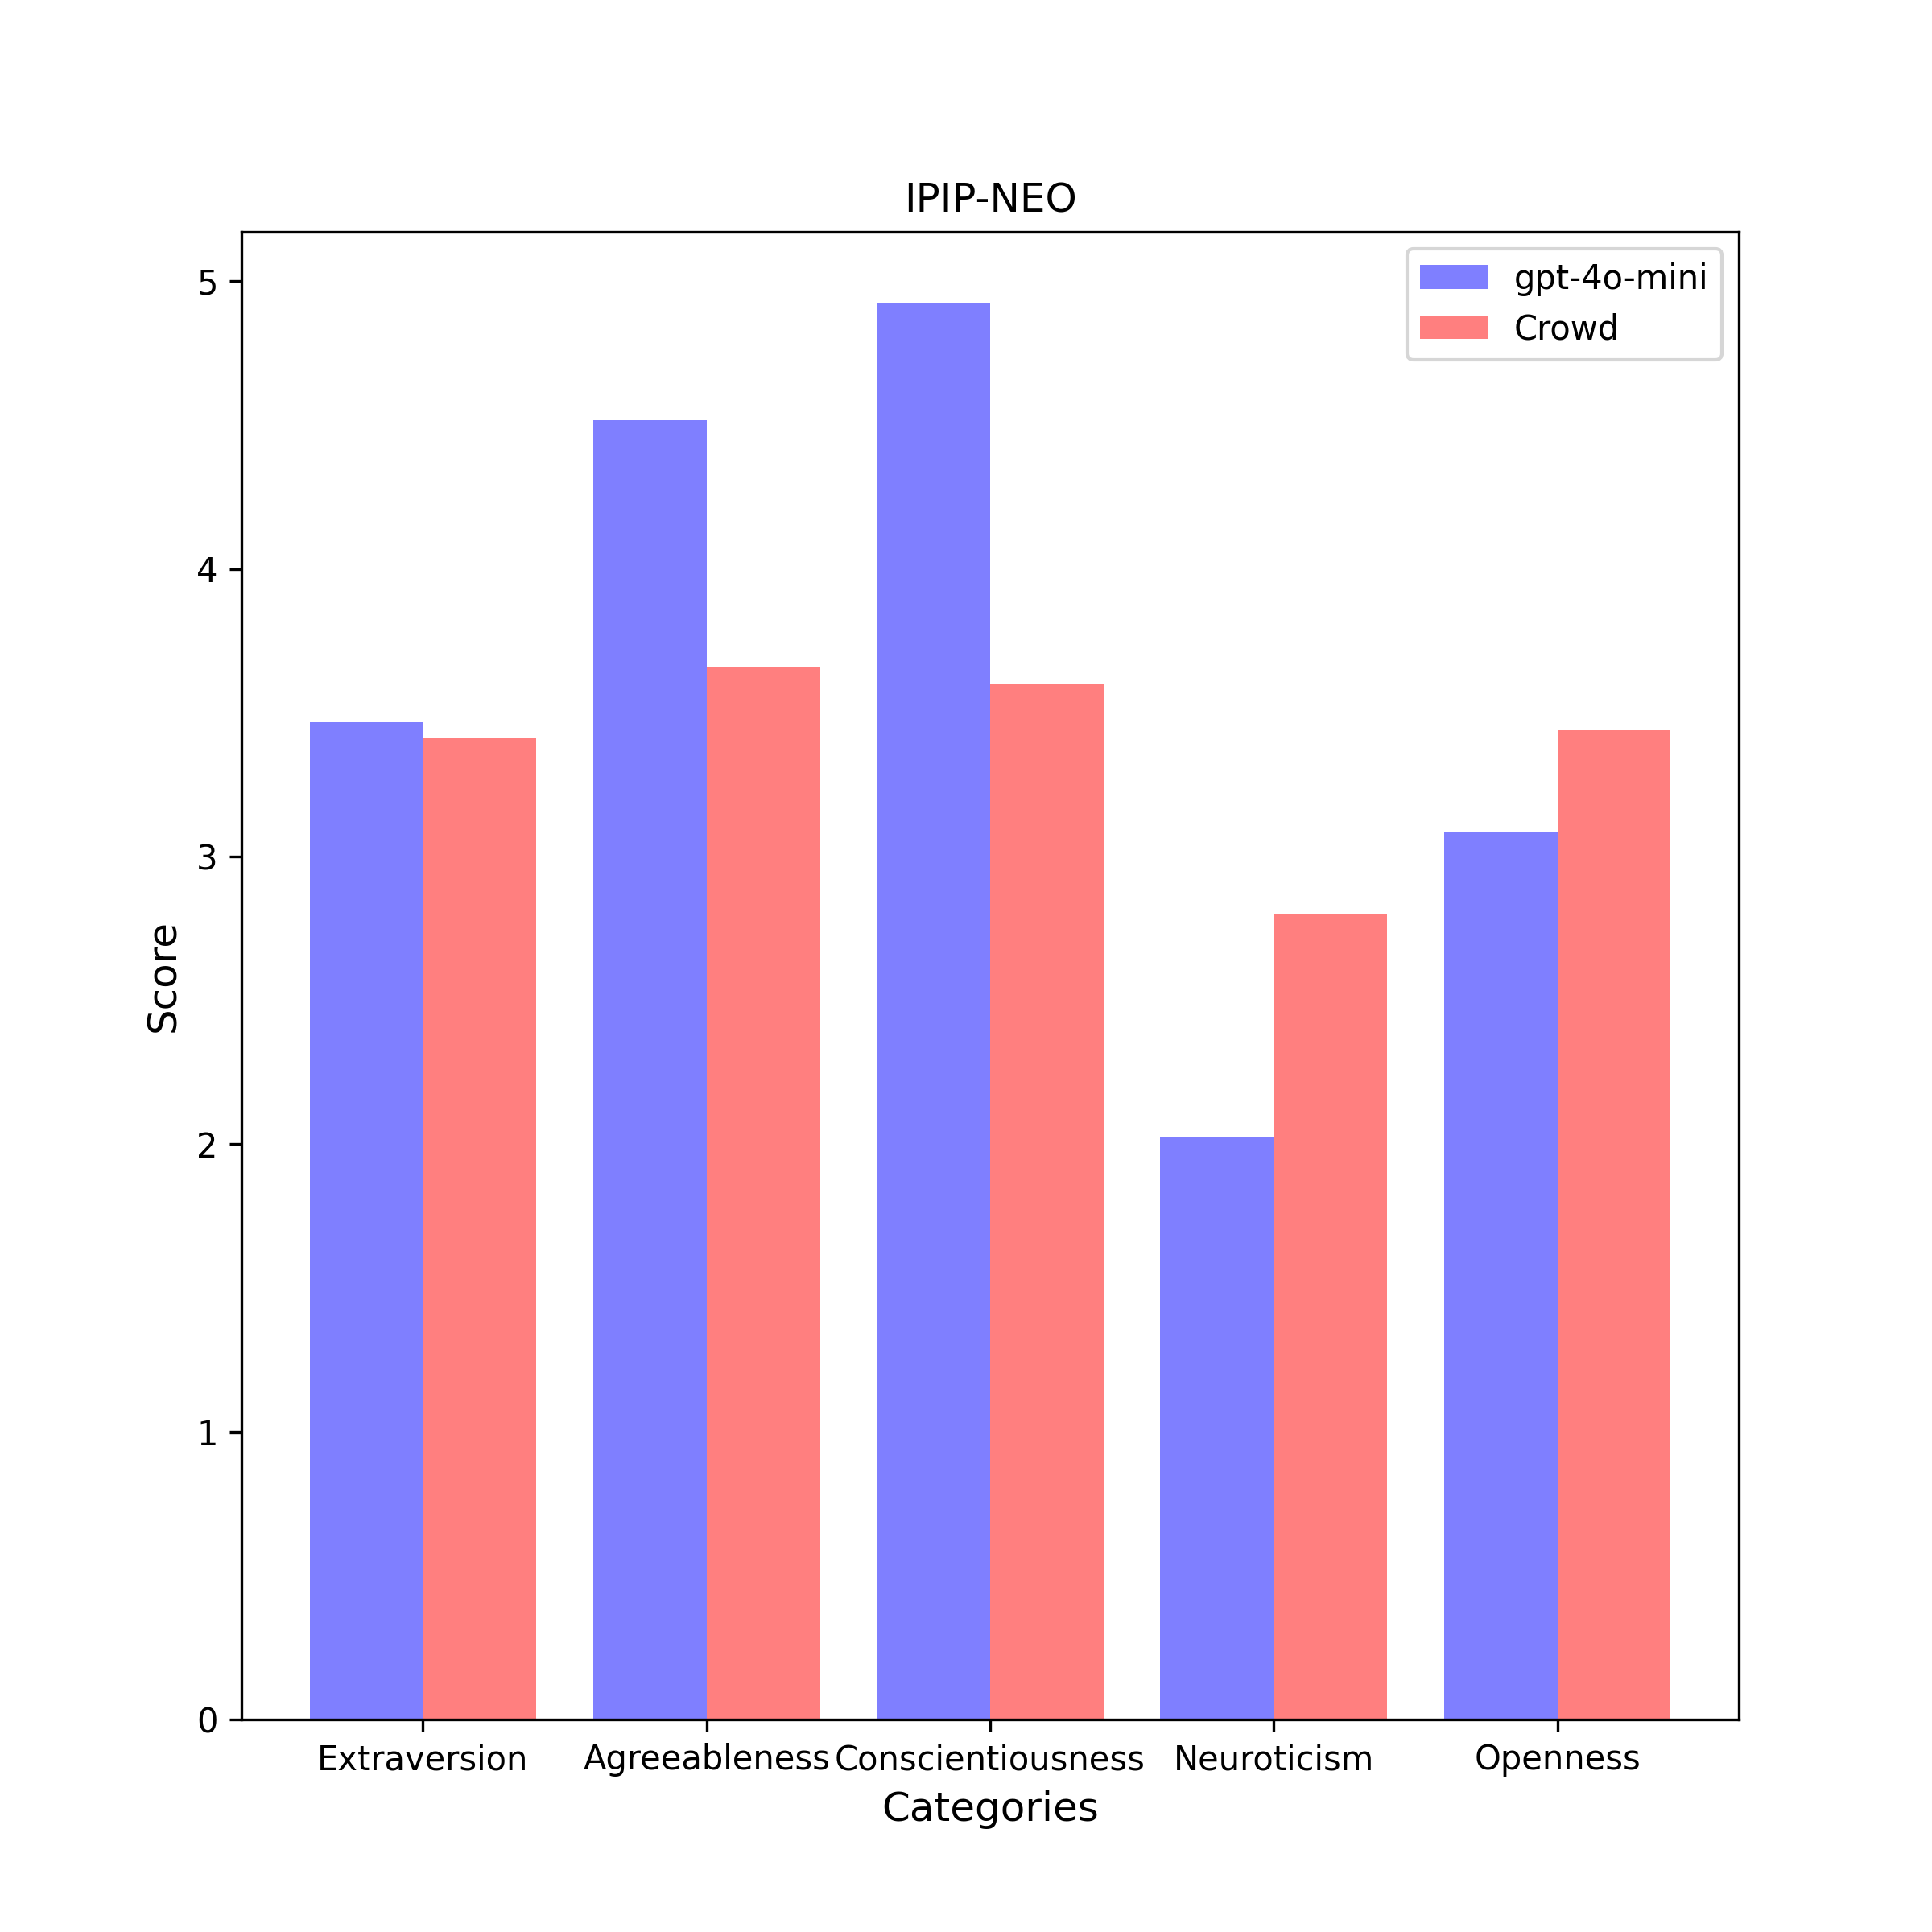 IPIP-NEO
gpt-4o-mini
Crowd
5
4
3
2
1
0
Score
Extraversion Agreeableness Conscientiousness Neuroticism Openness
Categories